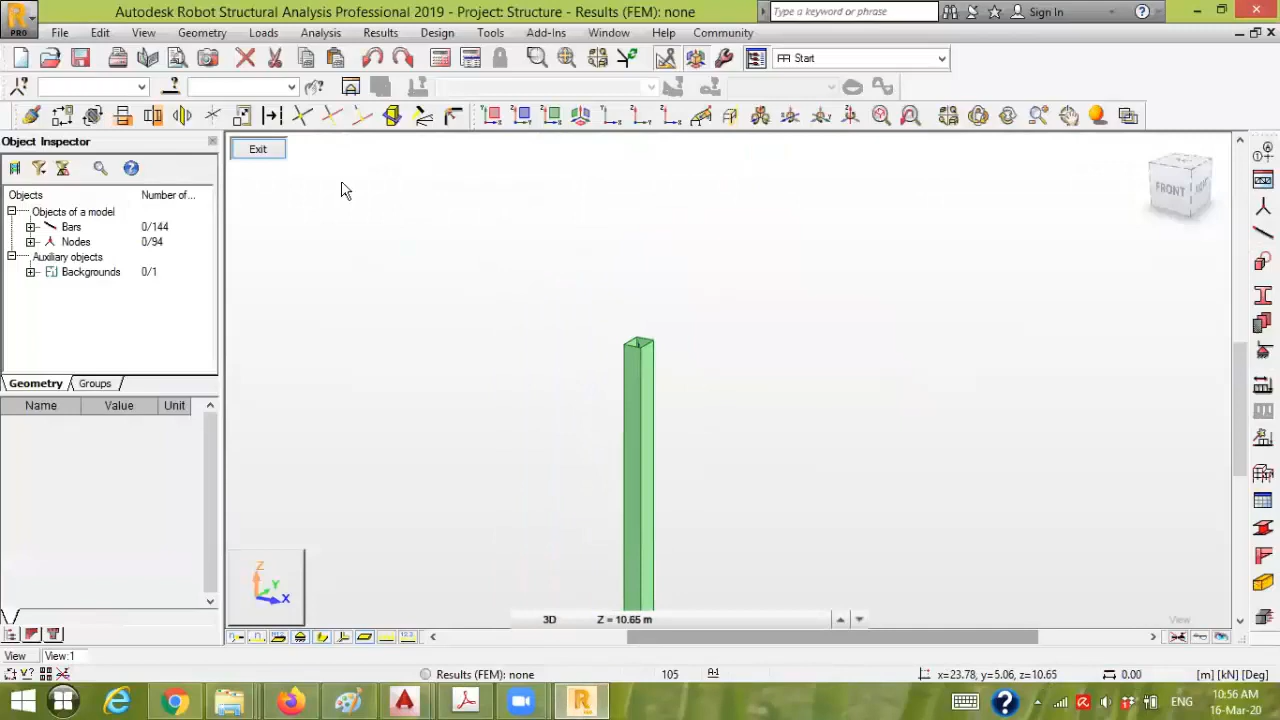 Autodesk Robot Structural Analysis Professional 2019 - Project: Structure - Results (FEM): none
Type a keyword or phrase
Sign In
PRO
File Edit View Geometry Loads Analysis Results Design Tools Add-Ins Window Help Community
Start
Object Inspector
Exit
Objects Number of...
Objects of a model
Bars 0/144
Nodes 0/94
Auxiliary objects
Backgrounds 0/1
FRONT
Geometry Groups
Name Value Unit
Z
Y
X
3D Z = 10.65 m
View
View View:1
Results (FEM): none 105 x=23.78, y=5.06, z=10.65 0.00 [m] [kN] [Deg]
ENG
10:56 AM
16-Mar-20